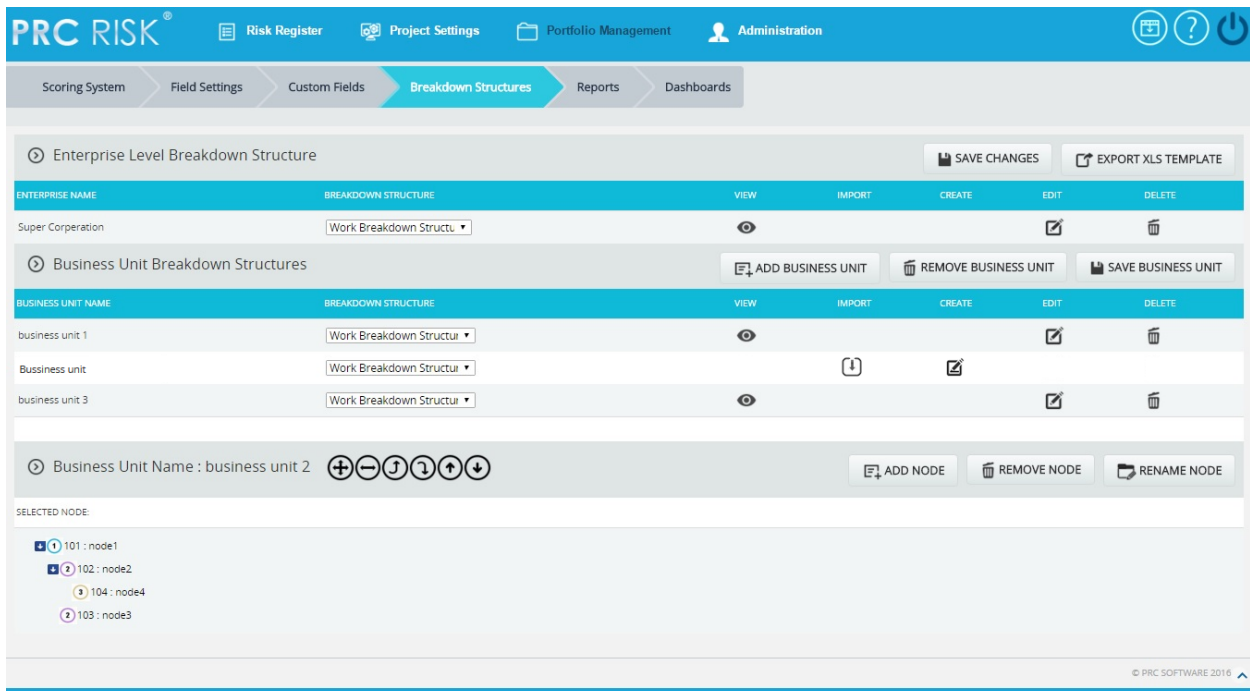 PRC RISK®
Risk Register Project Settings Portfolio Management Administration
?
Scoring System Field Settings Custom Fields Breakdown Structures Reports Dashboards
Enterprise Level Breakdown Structure SAVE CHANGES EXPORT XLS TEMPLATE
ENTERPRISE NAME BREAKDOWN STRUCTURE VIEW IMPORT CREATE EDIT DELETE
Super Corperation Work Breakdown Structu
Business Unit Breakdown Structures ADD BUSINESS UNIT REMOVE BUSINESS UNIT SAVE BUSINESS UNIT
BUSINESS UNIT NAME BREAKDOWN STRUCTURE VIEW IMPORT CREATE EDIT DELETE
business unit 1 Work Breakdown Structur
Bussiness unit Work Breakdown Structur
business unit 3 Work Breakdown Structur
Business Unit Name : business unit 2 ADD NODE REMOVE NODE RENAME NODE
SELECTED NODE:
1 101 : node1
2 102 : node2
3 104 : node4
2 103 : node3
© PRC SOFTWARE 2016